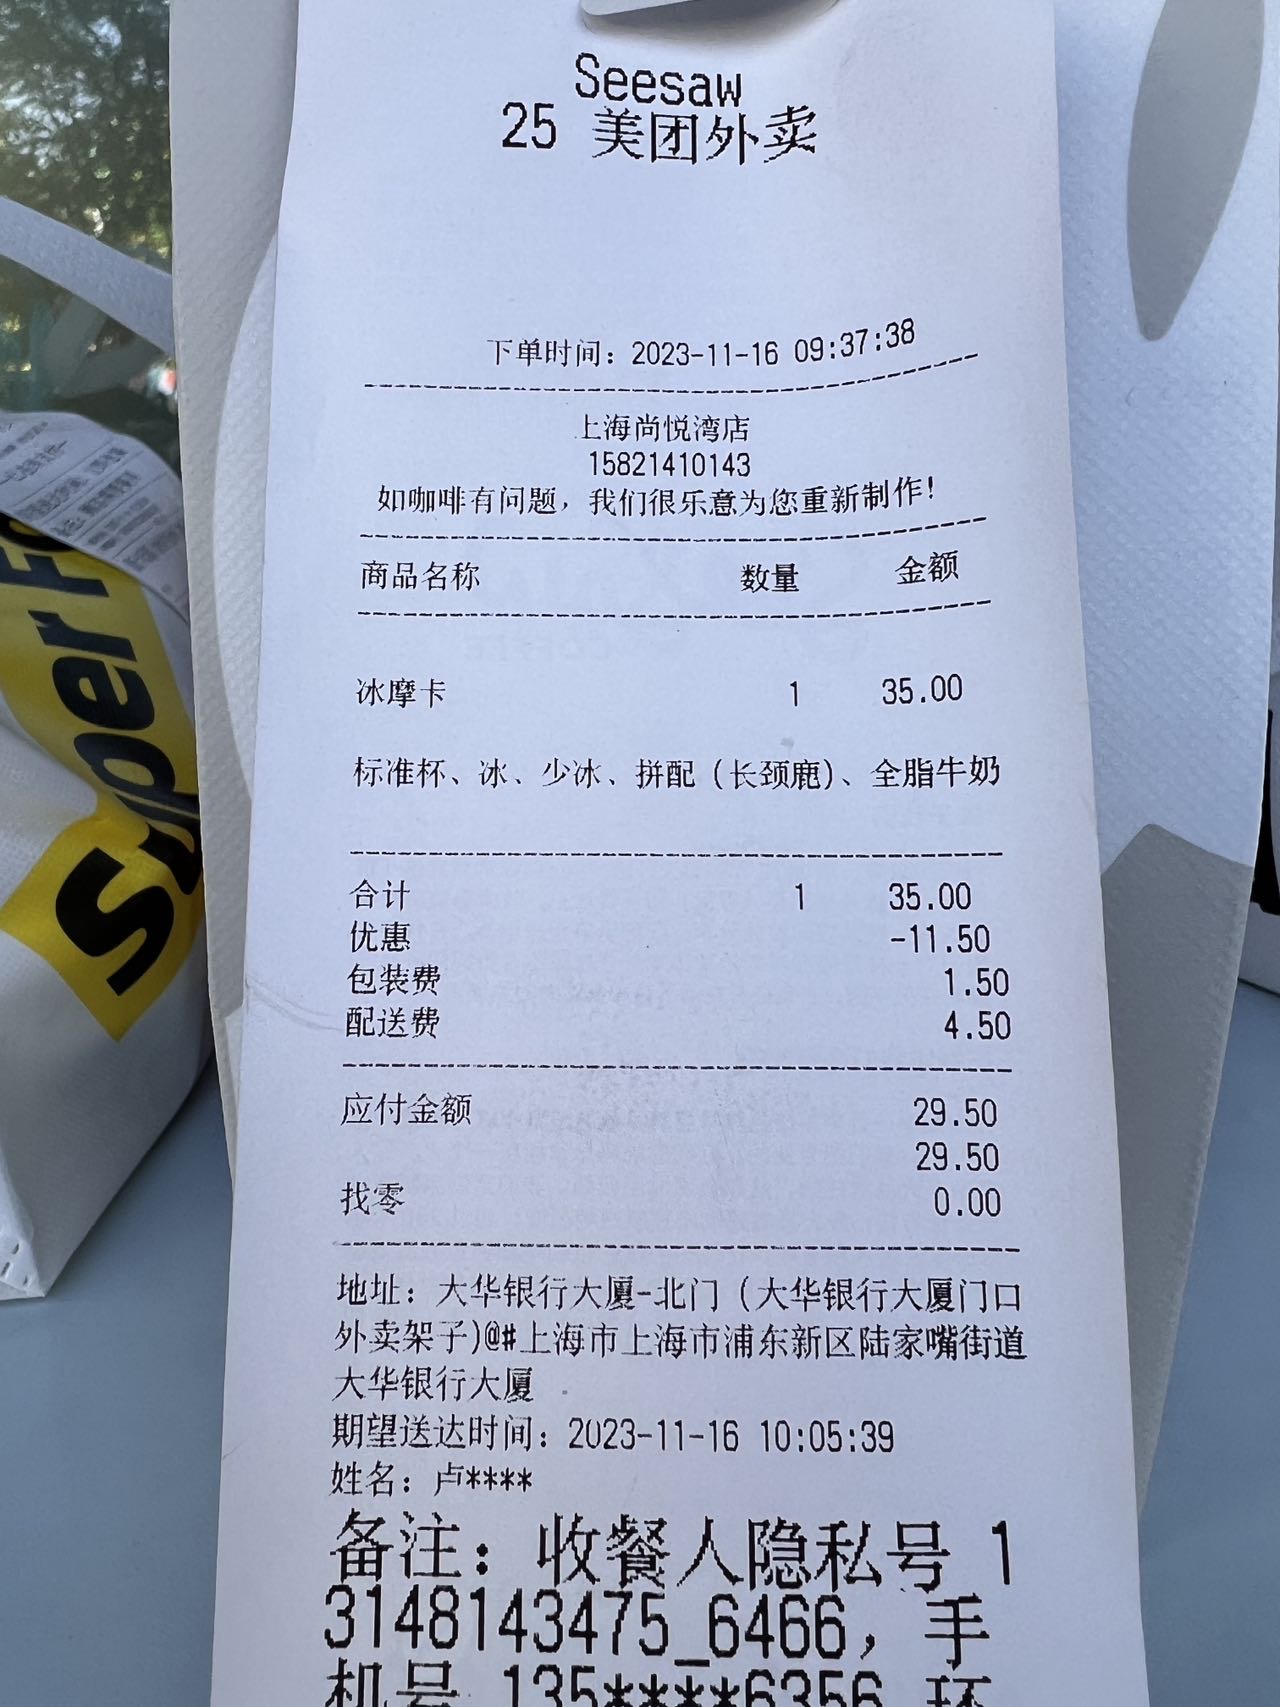 Seesaw
25 美团外卖
下单时间：2023-11-16 09:37:38
上海尚悦湾店
15821410143
如咖啡有问题，我们很乐意为您重新制作！
商品名称 数量 金额
冰摩卡 1 35.00
标准杯、冰、少冰、拼配（长颈鹿）、全脂牛奶
合计 1 35.00
优惠 -11.50
包装费 1.50
配送费 4.50
应付金额 29.50
29.50
找零 0.00
地址：大华银行大厦-北门（大华银行大厦门口
外卖架子)@#上海市上海市浦东新区陆家嘴街道
大华银行大厦
期望送达时间：2023-11-16 10:05:39
姓名：卢****
备注：收餐人隐私号 1
3148143475_6466，手
机号 135****6356 环
Super Fo